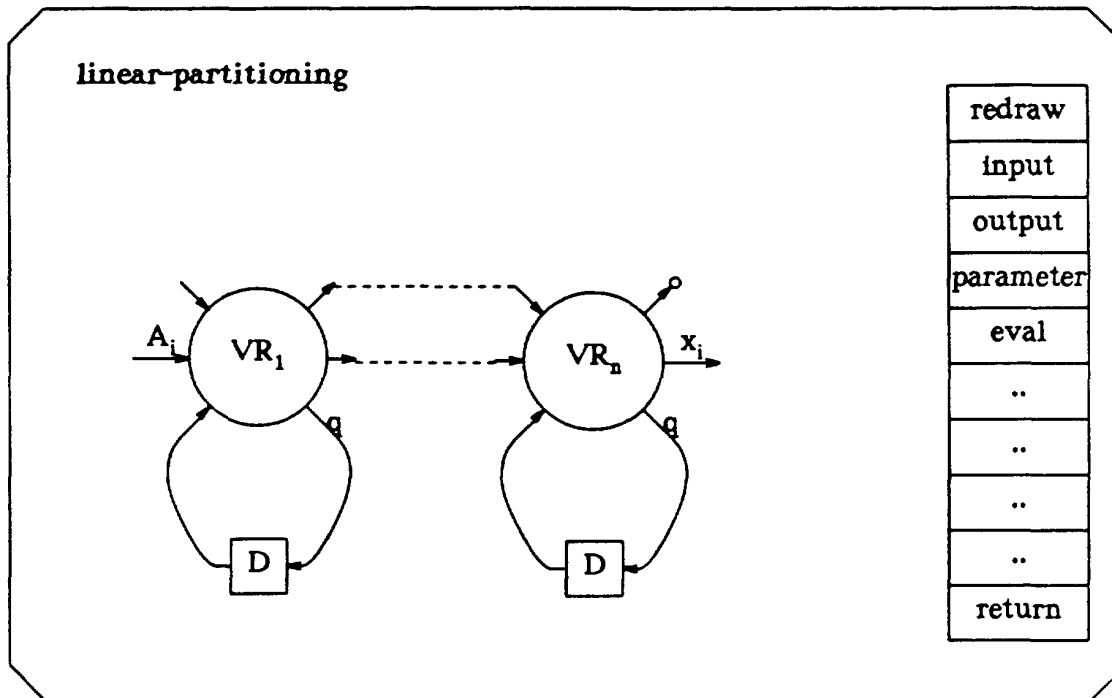 linear-partitioning
redraw
input
output
parameter
eval
..
..
..
..
return
A_i
VR_1
VR_n
x_i
q
q
D
D